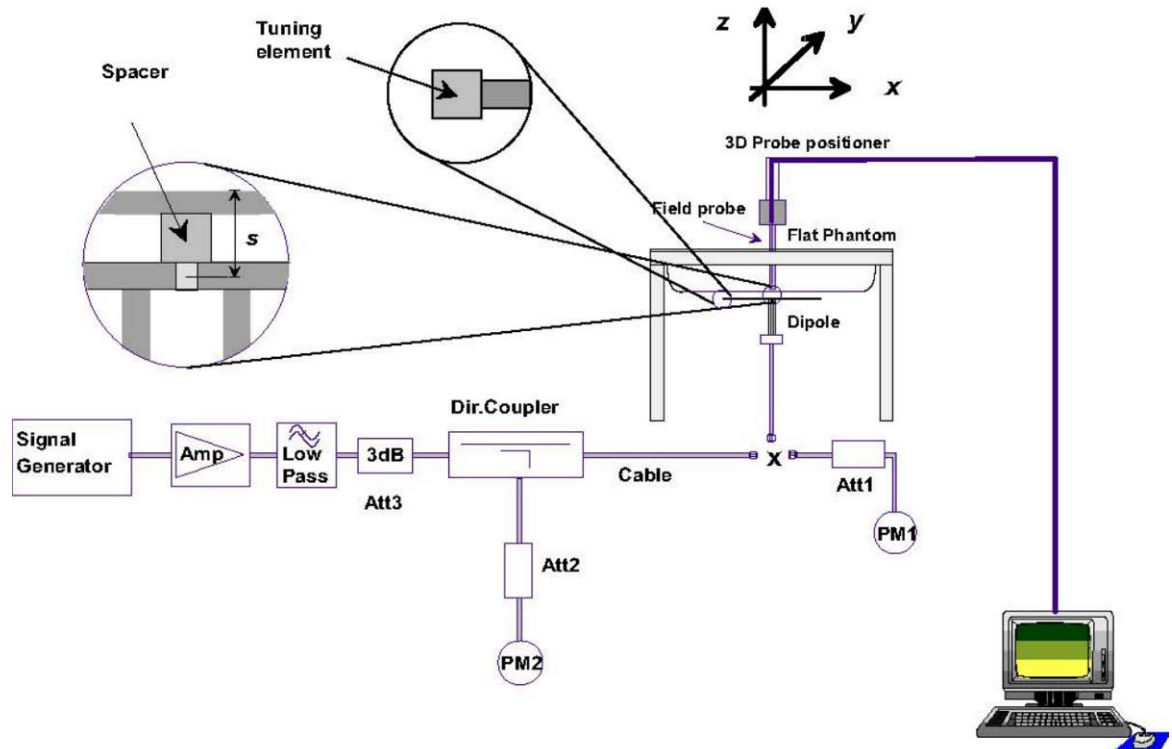 Tuning
element
Spacer
z
y
x
3D Probe positioner
Field probe
Flat Phantom
s
Dipole
Dir.Coupler
Signal
Generator
Amp
Low
Pass
3dB
Att3
Cable
x
Att1
PM1
Att2
PM2